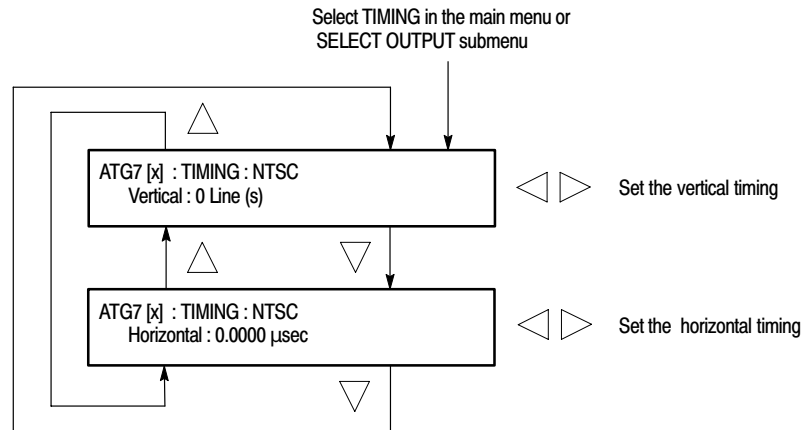 Select TIMING in the main menu or
SELECT OUTPUT submenu
ATG7 [x] : TIMING : NTSC
Vertical : 0 Line (s)
Set the vertical timing
ATG7 [x] : TIMING : NTSC
Horizontal : 0.0000 µsec
Set the horizontal timing